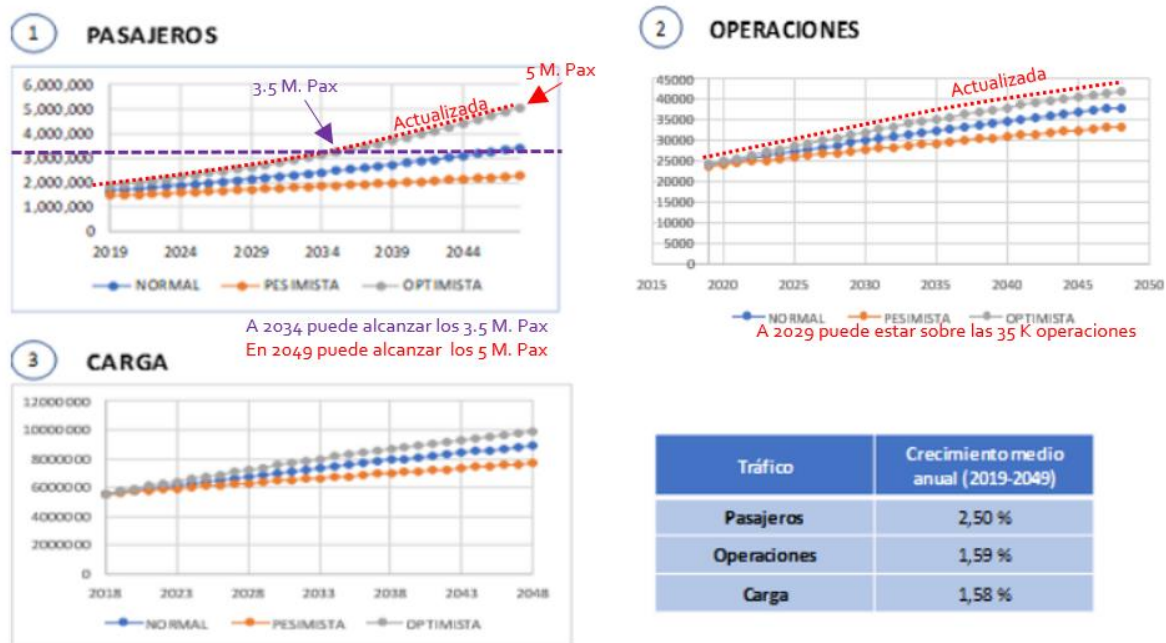 1 PASAJEROS
6,000,000
5,000,000
4,000,000
3,000,000
2,000,000
1,000,000
0
2019 2024 2029 2034 2039 2044
3.5 M. Pax
5 M. Pax
Actualizada
NORMAL PESIMISTA OPTIMISTA
A 2034 puede alcanzar los 3.5 M. Pax
En 2049 puede alcanzar los 5 M. Pax
2 OPERACIONES
45000
40000
35000
30000
25000
20000
15000
10000
5000
0
2015 2020 2025 2030 2035 2040 2045 2050
Actualizada
NORMAL PESIMISTA OPTIMISTA
A 2029 puede estar sobre las 35 K operaciones
3 CARGA
12000000
10000000
80000000
60000000
40000000
20000000
0
2018 2023 2028 2033 2038 2043 2048
NORMAL PESIMISTA OPTIMISTA
Tráfico
Crecimiento medio
anual (2019-2049)
Pasajeros 2,50 %
Operaciones 1,59 %
Carga 1,58 %